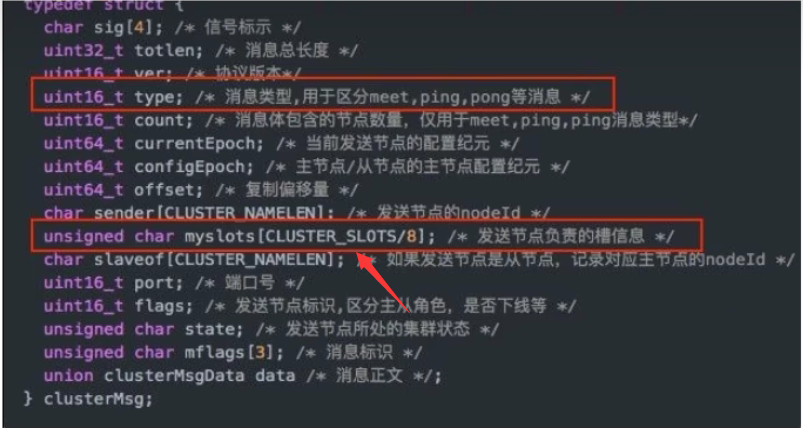 typedef struct {
char sig[4]; /* 信号标示 */
uint32_t totlen; /* 消息总长度 */
uint16_t ver; /* 协议版本*/
uint16_t type; /* 消息类型,用于区分meet,ping,pong等消息 */
uint16_t count; /* 消息体包含的节点数量，仅用于meet,ping,ping消息类型*/
uint64_t currentEpoch; /* 当前发送节点的配置纪元 */
uint64_t configEpoch; /* 主节点/从节点的主节点配置纪元 */
uint64_t offset; /* 复制偏移量 */
char sender[CLUSTER_NAMELEN]; /* 发送节点的nodeId */
unsigned char myslots[CLUSTER_SLOTS/8]; /* 发送节点负责的槽信息 */
char slaveof[CLUSTER_NAMELEN]; /* 如果发送节点是从节点，记录对应主节点的nodeId */
uint16_t port; /* 端口号 */
uint16_t flags; /* 发送节点标识,区分主从角色，是否下线等 */
unsigned char state; /* 发送节点所处的集群状态 */
unsigned char mflags[3]; /* 消息标识 */
union clusterMsgData data /* 消息正文 */;
} clusterMsg;